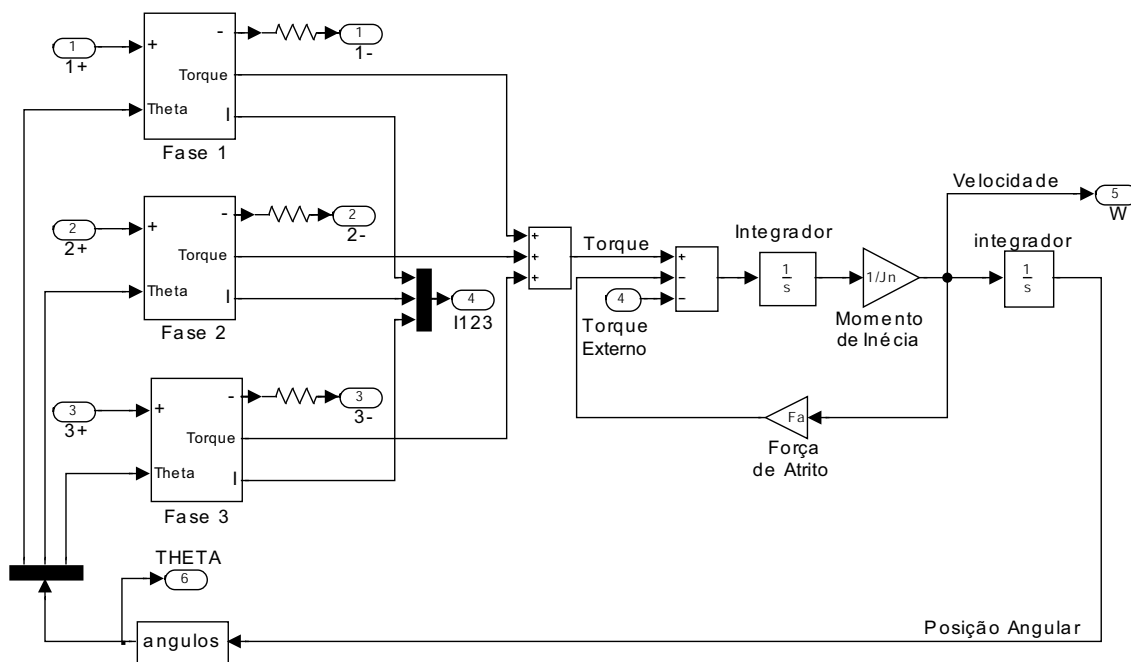 1
1+
+
-
Torque
Theta
I
Fase 1
1
1-
2
2+
+
-
Torque
Theta
I
Fase 2
2
2-
3
3+
+
-
Torque
Theta
I
Fase 3
3
3-
4
I123
+
+
+
Torque
+
-
-
4
Torque
Externo
Integrador
1
s
1/Jn
Momento
de Inécia
Velocidade
5
W
integrador
1
s
Fa
Força
de Atrito
THETA
6
angulos
Posição Angular